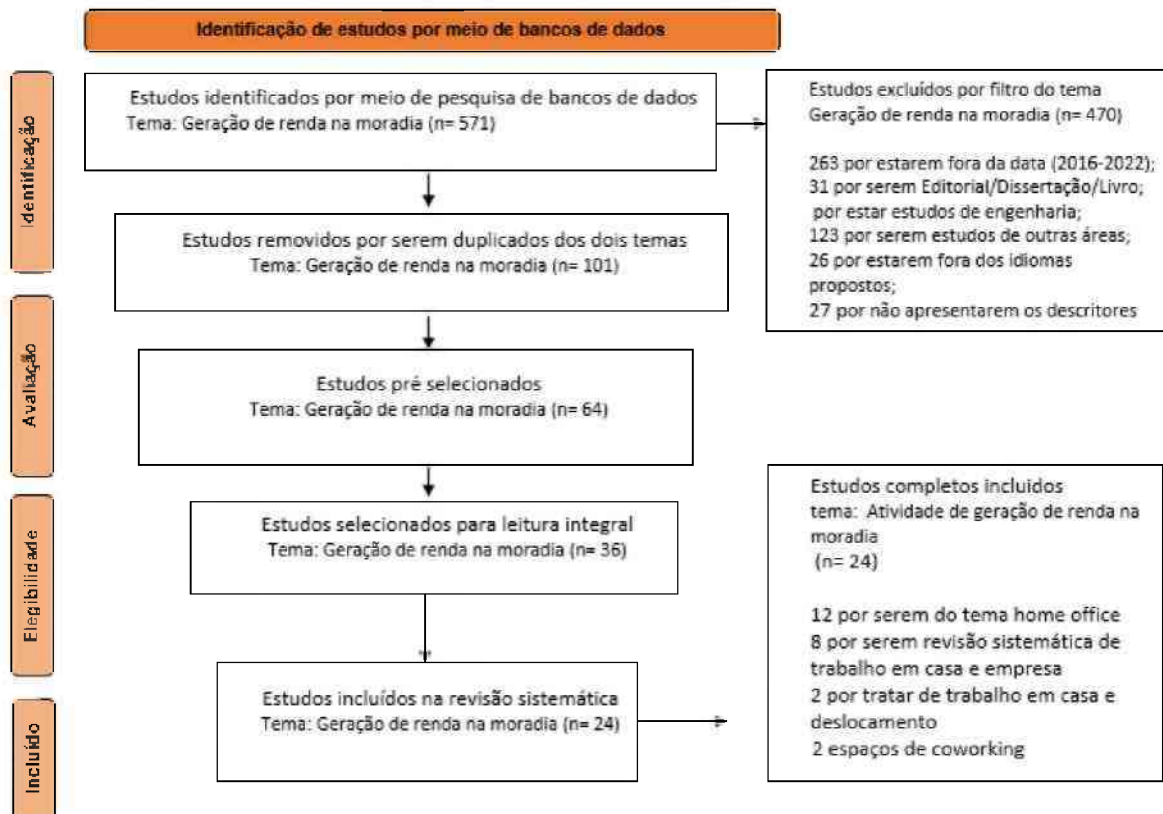 Identificação de estudos por meio de bancos de dados
Identificação
Estudos identificados por meio de pesquisa de bancos de dados
Tema: Geração de renda na moradia (n= 571)
Estudos excluídos por filtro do tema
Geração de renda na moradia (n= 470)
263 por estarem fora da data (2016-2022);
31 por serem Editorial/Dissertação/Livro;
por estar estudos de engenharia;
123 por serem estudos de outras áreas;
26 por estarem fora dos idiomas
propostos;
27 por não apresentarem os descritores
Estudos removidos por serem duplicados dos dois temas
Tema: Geração de renda na moradia (n= 101)
Avaliação
Estudos pré selecionados
Tema: Geração de renda na moradia (n= 64)
Elegibilidade
Estudos selecionados para leitura integral
Tema: Geração de renda na moradia (n= 36)
Incluído
Estudos incluídos na revisão sistemática
Tema: Geração de renda na moradia (n= 24)
Estudos completos incluidos
tema: Atividade de geração de renda na
moradia
(n= 24)
12 por serem do tema home office
8 por serem revisão sistemática de
trabalho em casa e empresa
2 por tratar de trabalho em casa e
deslocamento
2 espaços de coworking